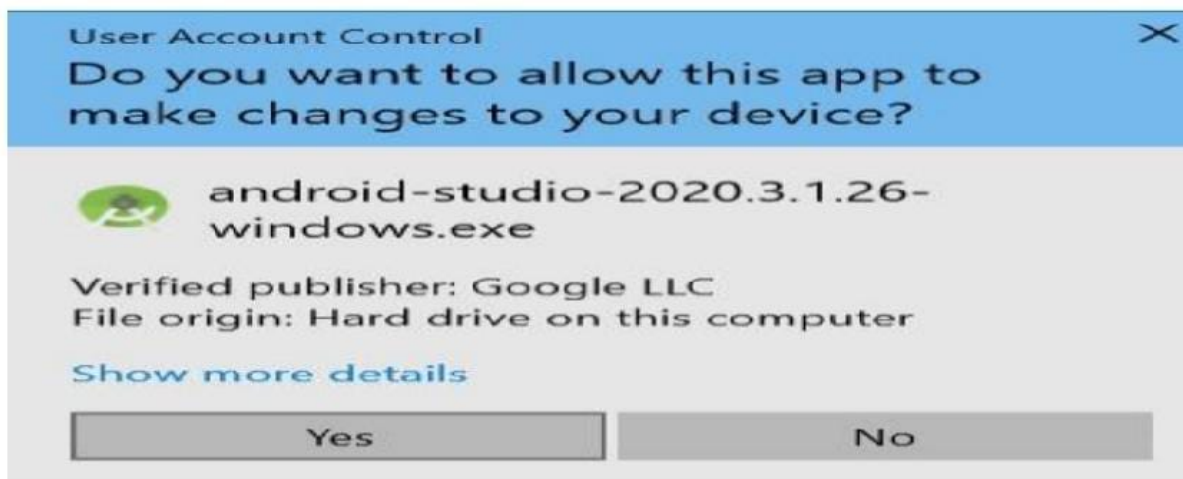 User Account Control
Do you want to allow this app to
make changes to your device?
android-studio-2020.3.1.26-
windows.exe
Verified publisher: Google LLC
File origin: Hard drive on this computer
Show more details
Yes
No